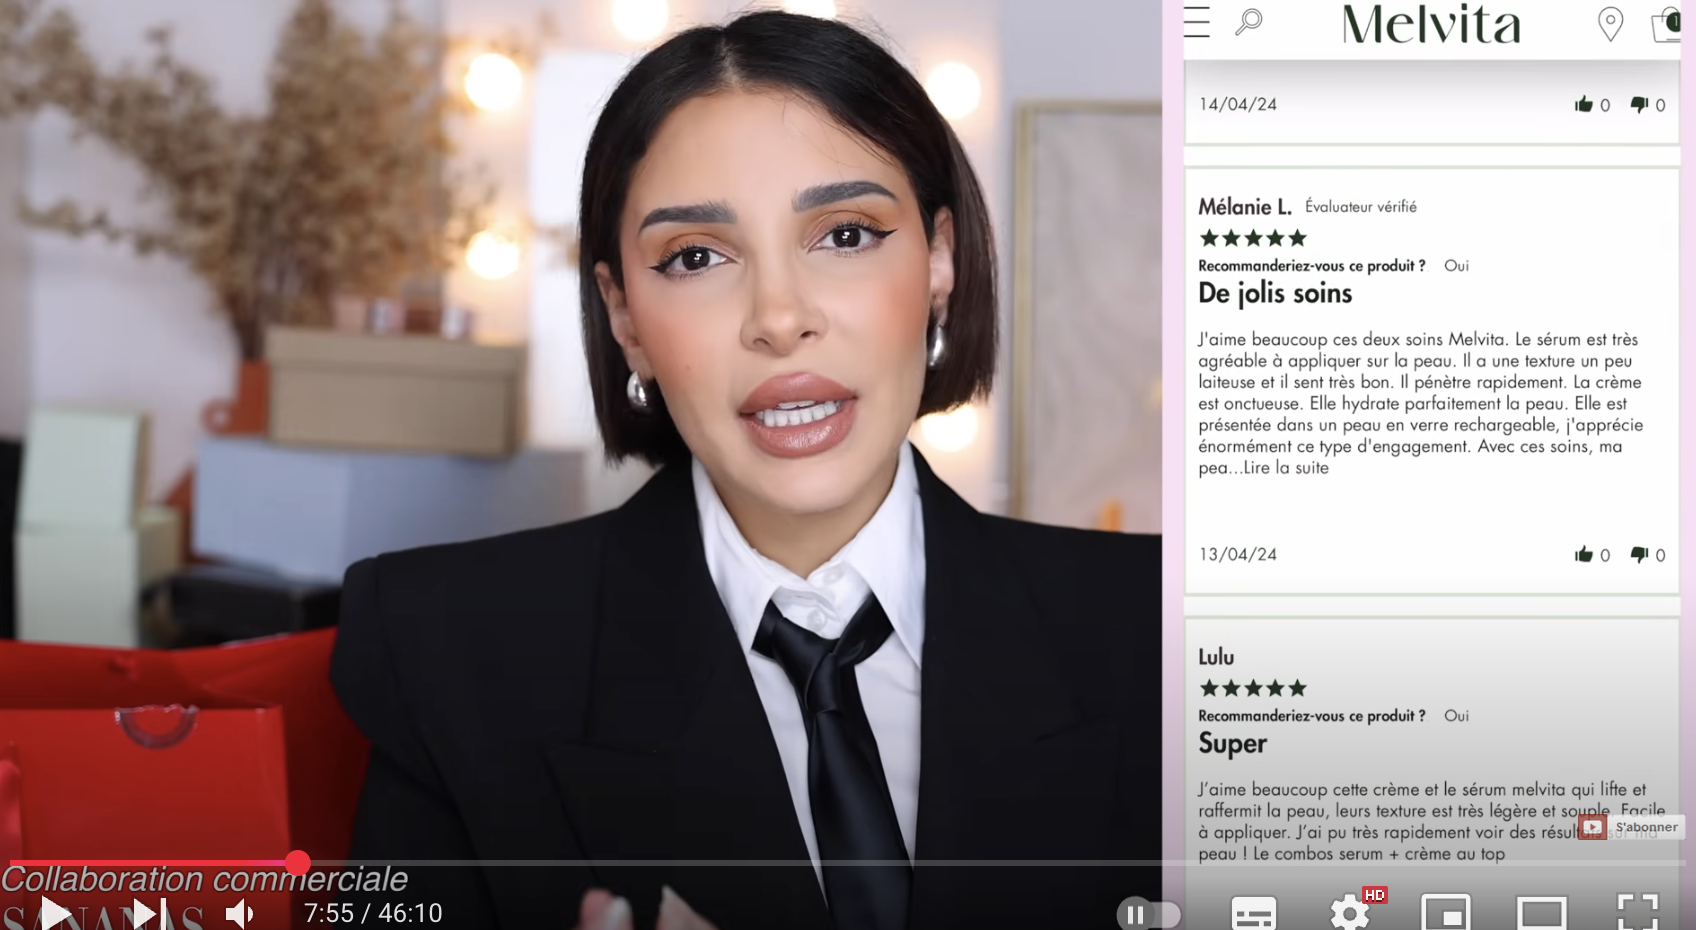 Melvita
1
14/04/24
0
0
Mélanie L. Évaluateur vérifié
Recommanderiez-vous ce produit ? Oui
De jolis soins
J'aime beaucoup ces deux soins Melvita. Le sérum est très
agréable à appliquer sur la peau. Il a une texture un peu
laiteuse et il sent très bon. Il pénètre rapidement. La crème
est onctueuse. Elle hydrate parfaitement la peau. Elle est
présentée dans un peau en verre rechargeable, j'apprécie
énormément ce type d'engagement. Avec ces soins, ma
pea...Lire la suite
13/04/24
0
0
Lulu
Recommanderiez-vous ce produit ? Oui
Super
J'aime beaucoup cette crème et le sérum melvita qui lifte et
raffermit la peau, leurs texture est très légère et souple. Facile
à appliquer. J'ai pu très rapidement voir des résultats sur ma
peau ! Le combos serum + crème au top
S'abonner
Collaboration commerciale
SANANAS
7:55 / 46:10
HD